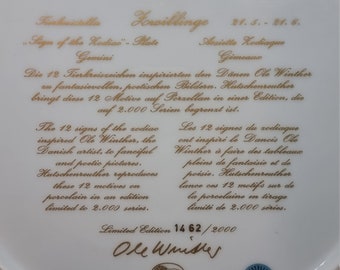 Tierkreisteller Zwillinge 21.5. - 21.6.
„Sign of the Zodiac" - Plate Assiette Zodiaque
Gemini Gémeaux
Die 12 Tierkreiszeichen inspirierten den Dänen Ole Winther
zu fantasievollen, poetischen Bildern. Hutschenreuther
bringt diese 12 Motive auf Porzellan in einer Edition, die
auf 2.000 Serien begrenzt ist.
The 12 signs of the zodiac
inspired Ole Winther, the
Danish artist, to fanciful
and poetic pictures.
Hutschenreuther reproduces
these 12 motives on
porcelain in an edition
limited to 2.000 series.
Les 12 signes du zodiaque
ont inspiré le Danois Ole
Winther à faire des tableaux
pleins de fantaisie et de
poésie. Hutschenreuther
lance ces 12 motifs sur de
la porcelaine en tirage
limité de 2.000 séries.
Limited Edition 1462 / 2000
Ole Winther